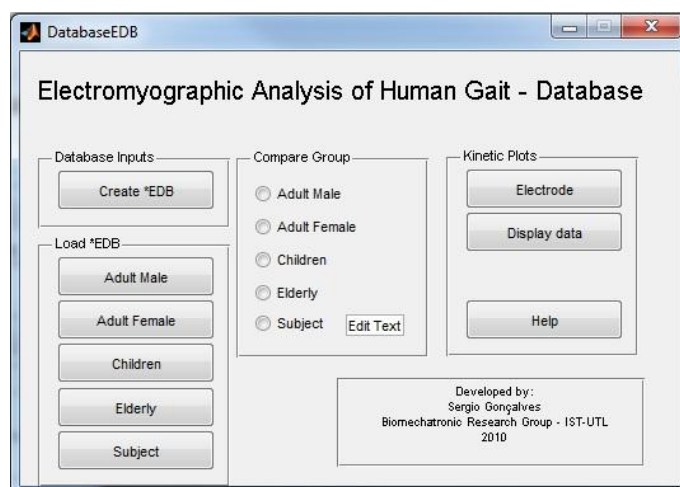 DatabaseEDB
Electromyographic Analysis of Human Gait - Database
Database Inputs
Create *EDB
Load *EDB
Adult Male
Adult Female
Children
Elderly
Subject
Compare Group
Adult Male
Adult Female
Children
Elderly
Subject Edit Text
Kinetic Plots
Electrode
Display data
Help
Developed by:
Sergio Gonçalves
Biomechatronic Research Group - IST-UTL
2010